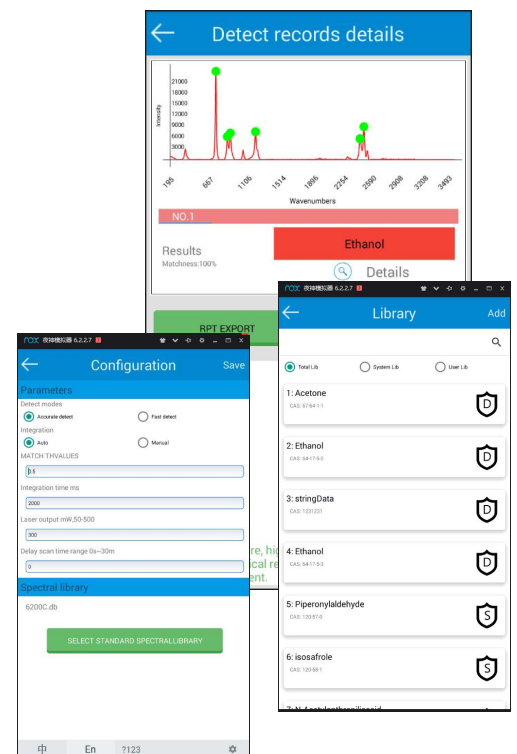 Detect records details
Intensity
21000
18000
15000
12000
9000
6000
3000
195
667
1106
1514
1896
2254
2590
2908
3208
3493
Wavenumbers
NO.1
Results
Matchness:100%
Ethanol
Details
RPT EXPORT
re, hig
ical re
ent.
nox 夜神模拟器 6.2.2.7
Configuration
Save
Parameters
Detect modes
Accurate detect
Fast detect
Integration
Auto
Manual
MATCH THVALUES
Integration time ms
2000
Laser output mW,50-500
300
Delay scan time range 0s~30m
0
Spectral library
6200C.db
SELECT STANDARD SPECTRALLIBRARY
中
En
?123
nox 夜神模拟器 6.2.2.7
Library
Add
Total Lib
System Lib
User Lib
1: Acetone
CAS: 67-64-1-1
D
2: Ethanol
CAS: 64-17-5-3
D
3: stringData
CAS: 1231231
D
4: Ethanol
CAS: 64-17-5-3
D
5: Piperonylaldehyde
CAS: 120-57-0
S
6: isosafrole
CAS: 120-58-1
S